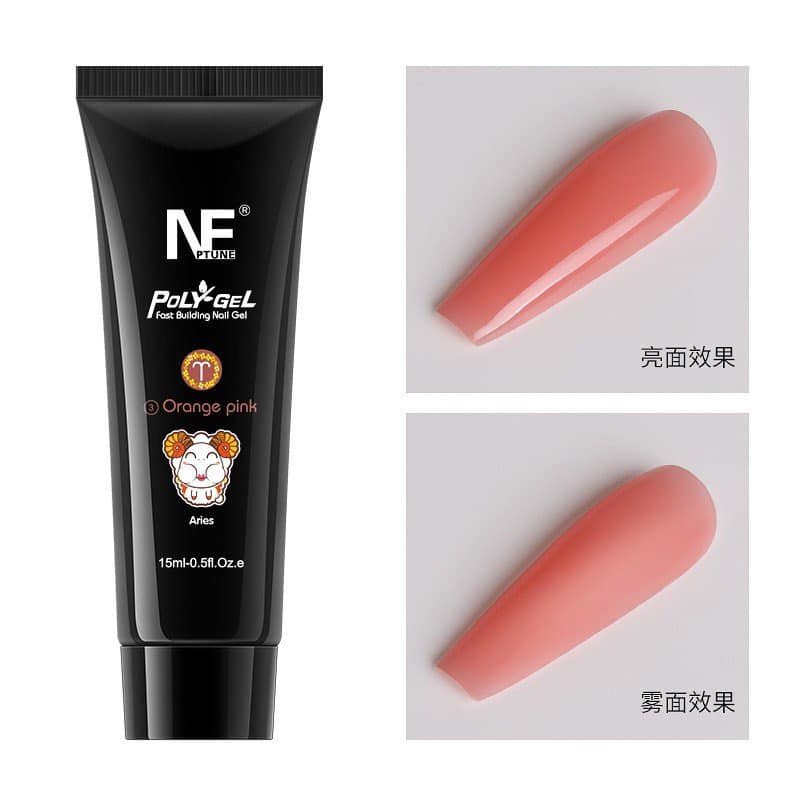 NF®
PTUNE
POLY-GEL
Fast Building Nail Gel
③ Orange pink
Aries
15ml-0.5fl.Oz.e
亮面效果
雾面效果